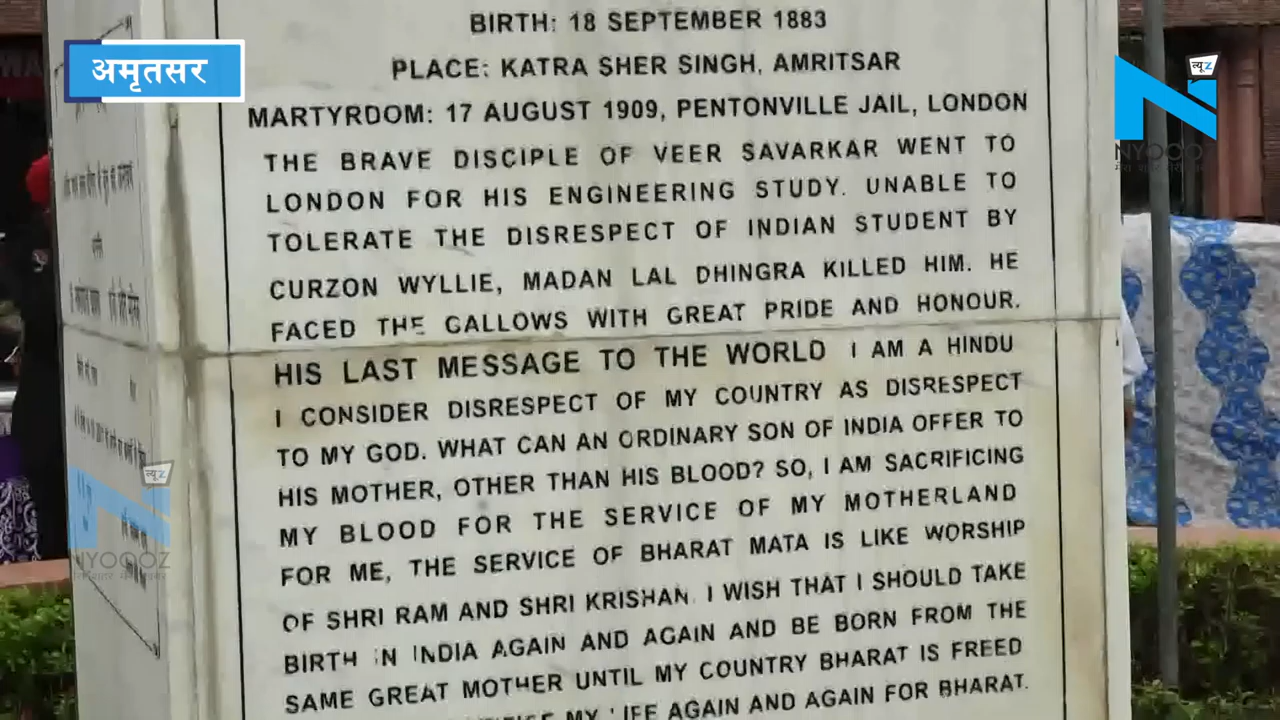 अमृतसर
न्यूz
NYOOOZ
BIRTH: 18 SEPTEMBER 1883
PLACE: KATRA SHER SINGH, AMRITSAR
MARTYRDOM: 17 AUGUST 1909, PENTONVILLE JAIL, LONDON
THE BRAVE DISCIPLE OF VEER SAVARKAR WENT TO
LONDON FOR HIS ENGINEERING STUDY. UNABLE TO
TOLERATE THE DISRESPECT OF INDIAN STUDENT BY
CURZON WYLLIE, MADAN LAL DHINGRA KILLED HIM. HE
FACED THE GALLOWS WITH GREAT PRIDE AND HONOUR.
HIS LAST MESSAGE TO THE WORLD I AM A HINDU
I CONSIDER DISRESPECT OF MY COUNTRY AS DISRESPECT
TO MY GOD. WHAT CAN AN ORDINARY SON OF INDIA OFFER TO
HIS MOTHER, OTHER THAN HIS BLOOD? SO, I AM SACRIFICING
MY BLOOD FOR THE SERVICE OF MY MOTHERLAND
FOR ME, THE SERVICE OF BHARAT MATA IS LIKE WORSHIP
OF SHRI RAM AND SHRI KRISHAN. I WISH THAT I SHOULD TAKE
BIRTH IN INDIA AGAIN AND AGAIN AND BE BORN FROM THE
SAME GREAT MOTHER UNTIL MY COUNTRY BHARAT IS FREED
MY LIFE AGAIN AND AGAIN FOR BHARAT.
न्यूz
NYOOOZ